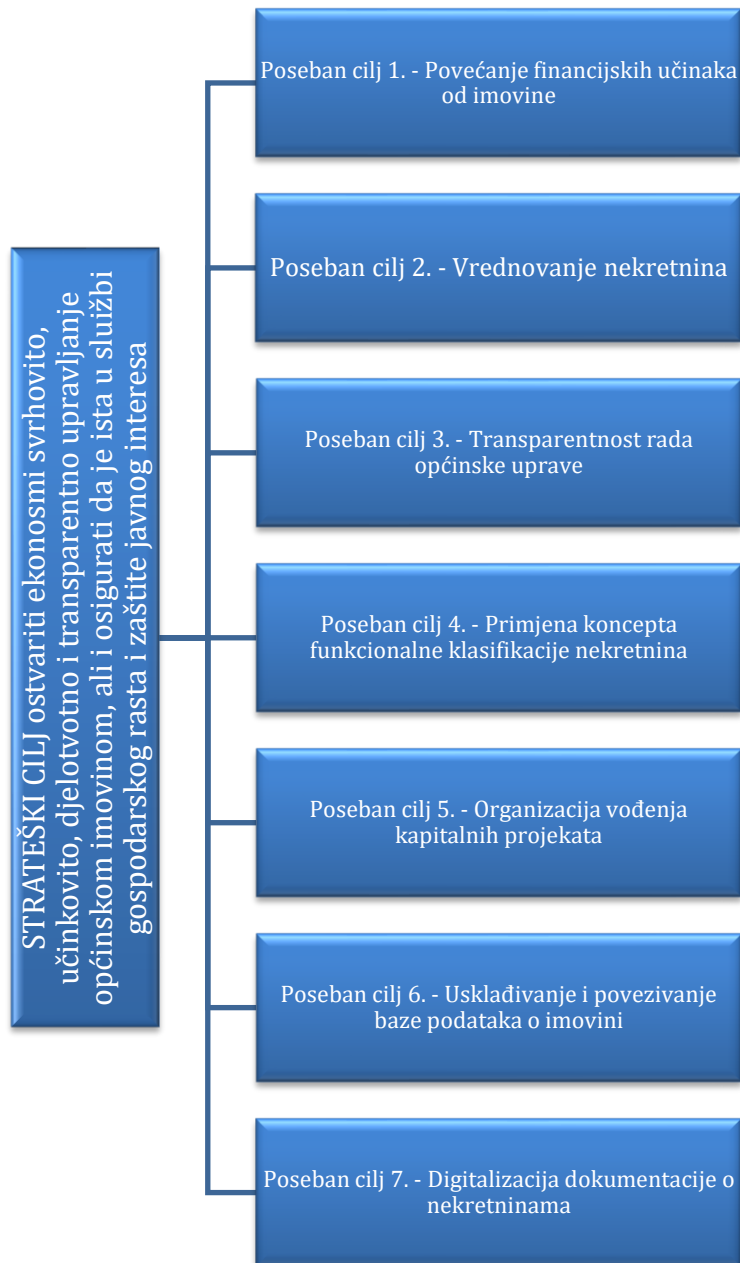 STRATEŠKI CILJ ostvariti ekonosmi svrhovito,
učinkovito, djelotvotno i transparentno upravljanje
općinskom imovinom, ali i osigurati da je ista u sluižbi
gospodarskog rasta i zaštite javnog interesa
Poseban cilj 1. - Povećanje financijskih učinaka
od imovine
Poseban cilj 2. - Vrednovanje nekretnina
Poseban cilj 3. - Transparentnost rada
općinske uprave
Poseban cilj 4. - Primjena koncepta
funkcionalne klasifikacije nekretnina
Poseban cilj 5. - Organizacija vođenja
kapitalnih projekata
Poseban cilj 6. - Usklađivanje i povezivanje
baze podataka o imovini
Poseban cilj 7. - Digitalizacija dokumentacije o
nekretninama